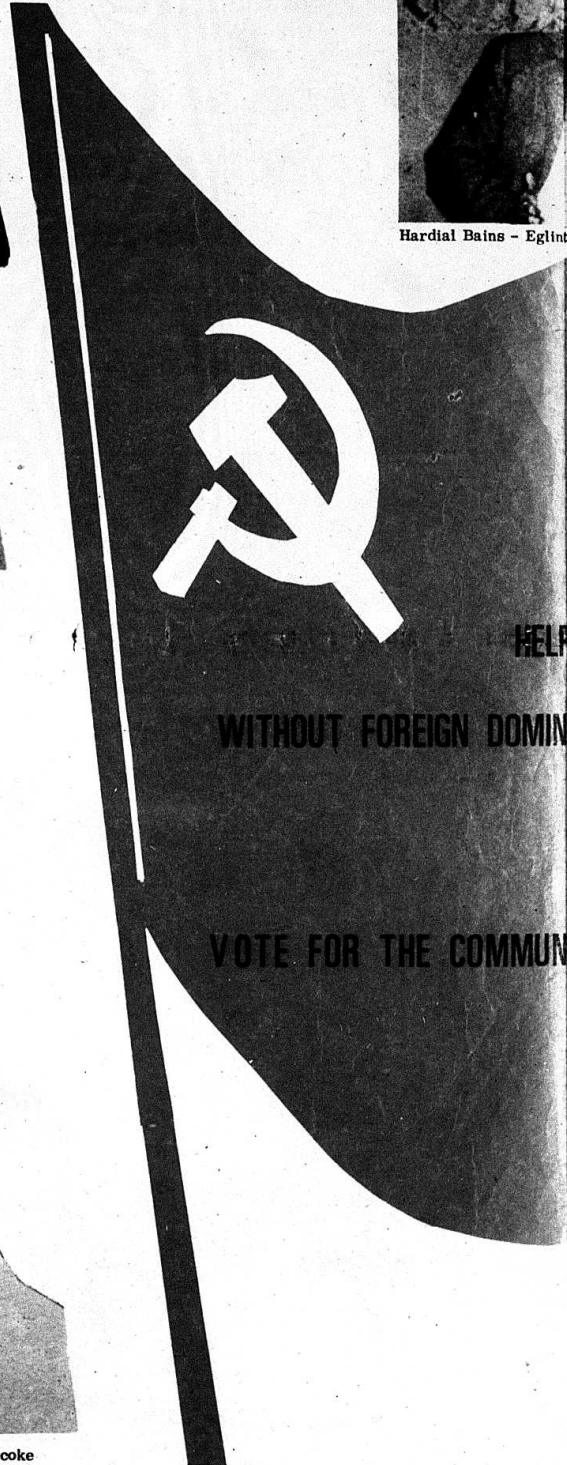 Hardial Bains - Eglint
HELP
WITHOUT FOREIGN DOMIN
VOTE FOR THE COMMUN
coke